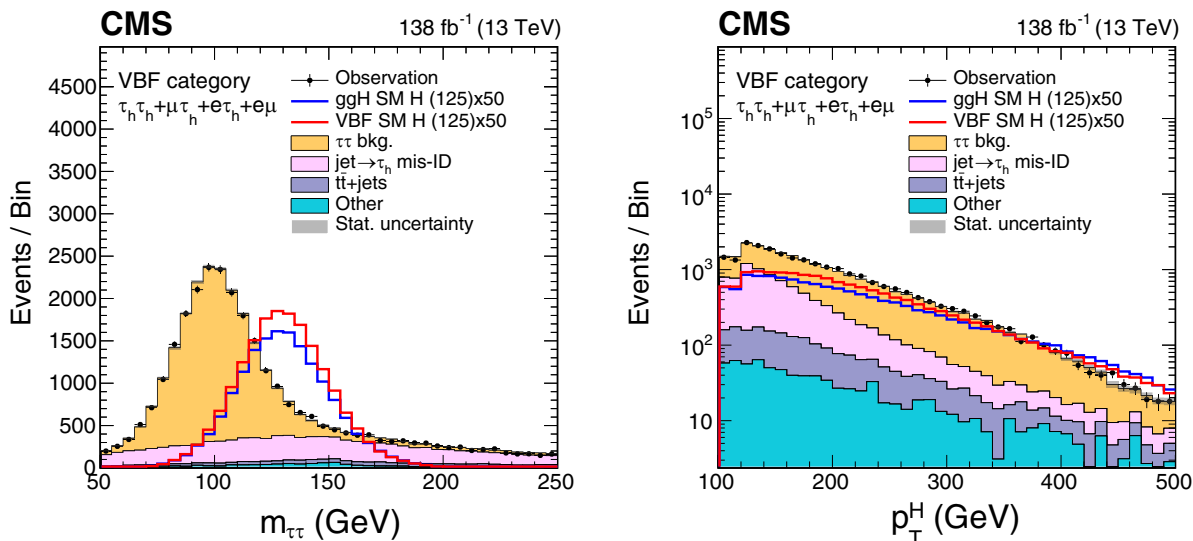 CMS 138 fb⁻¹ (13 TeV)
VBF category
τₕτₕ+μτₕ+eτₕ+eμ
Observation
ggH SM H (125)x50
VBF SM H (125)x50
ττ bkg.
jet→τₕ mis-ID
tt̄+jets
Other
Stat. uncertainty
Events / Bin
4500
4000
3500
3000
2500
2000
1500
1000
500
0
50 100 150 200 250
m_ττ (GeV)
CMS 138 fb⁻¹ (13 TeV)
VBF category
τₕτₕ+μτₕ+eτₕ+eμ
Observation
ggH SM H (125)x50
VBF SM H (125)x50
ττ bkg.
jet→τₕ mis-ID
tt̄+jets
Other
Stat. uncertainty
Events / Bin
10⁵
10⁴
10³
10²
10
100 200 300 400 500
p_T^H (GeV)